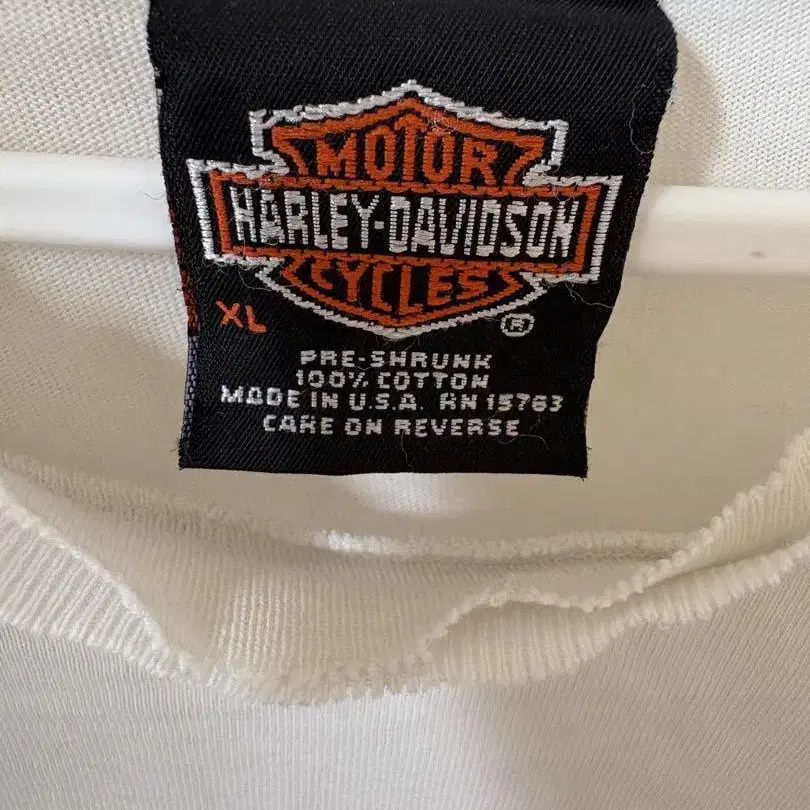 MOTOR
HARLEY-DAVIDSON
CYCLES
XL
®
PRE-SHRUNK
100% COTTON
MADE IN U.S.A. RN 15763
CARE ON REVERSE